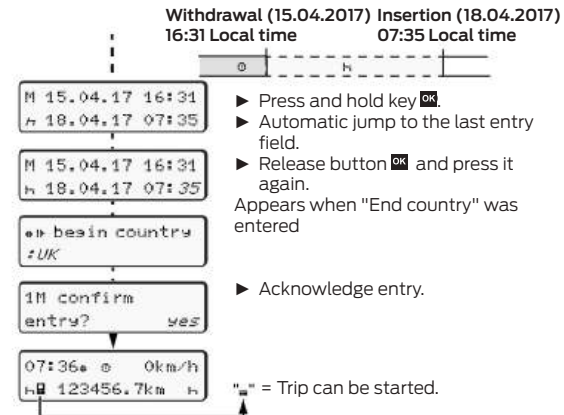 Withdrawal (15.04.2017) Insertion (18.04.2017)
16:31 Local time 07:35 Local time
M 15.04.17 16:31
18.04.17 07:35
► Press and hold key OK.
► Automatic jump to the last entry
field.
M 15.04.17 16:31
18.04.17 07:35
► Release button OK and press it
again.
Appears when "End country" was
entered
begin country
:UK
1M confirm
entry? yes
► Acknowledge entry.
07:36 0km/h
123456.7km
"_" = Trip can be started.